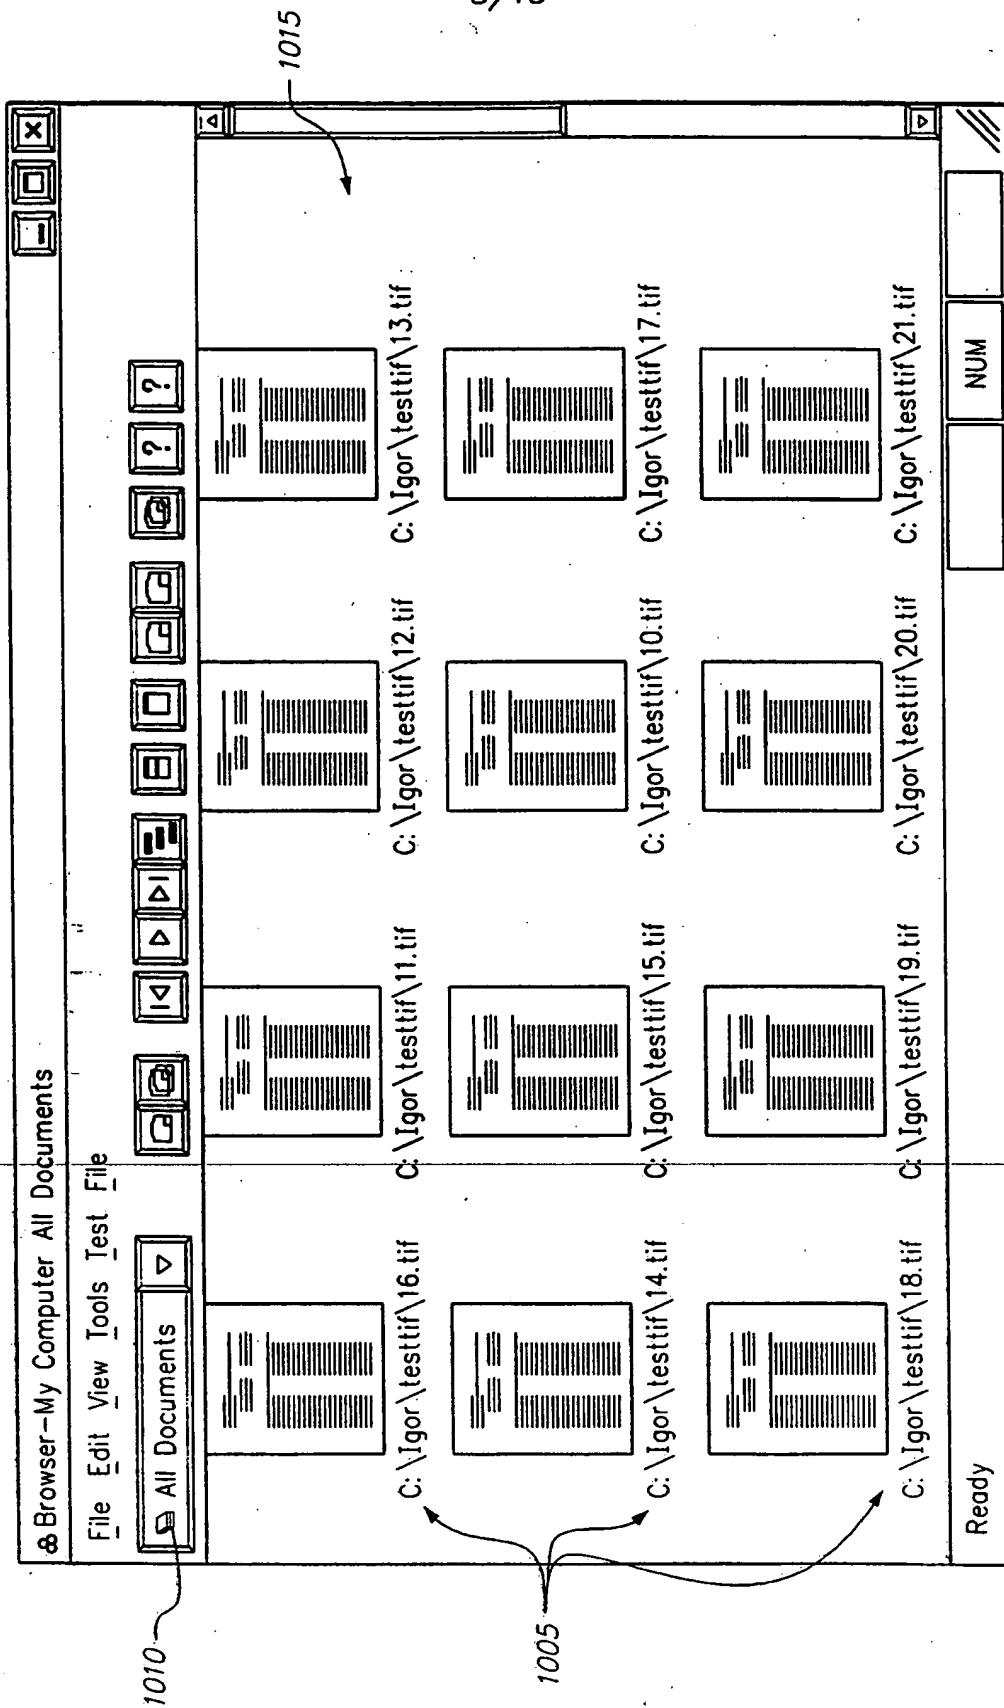 1015
Browser-My Computer All Documents
File Edit View Tools Test File
1010
All Documents
? ?
C:\Igor\testtif\16.tif C:\Igor\testtif\11.tif C:\Igor\testtif\12.tif C:\Igor\testtif\13.tif
C:\Igor\testtif\14.tif C:\Igor\testtif\15.tif C:\Igor\testtif\10.tif C:\Igor\testtif\17.tif
1005
C:\Igor\testtif\18.tif C:\Igor\testtif\19.tif C:\Igor\testtif\20.tif C:\Igor\testtif\21.tif
Ready NUM